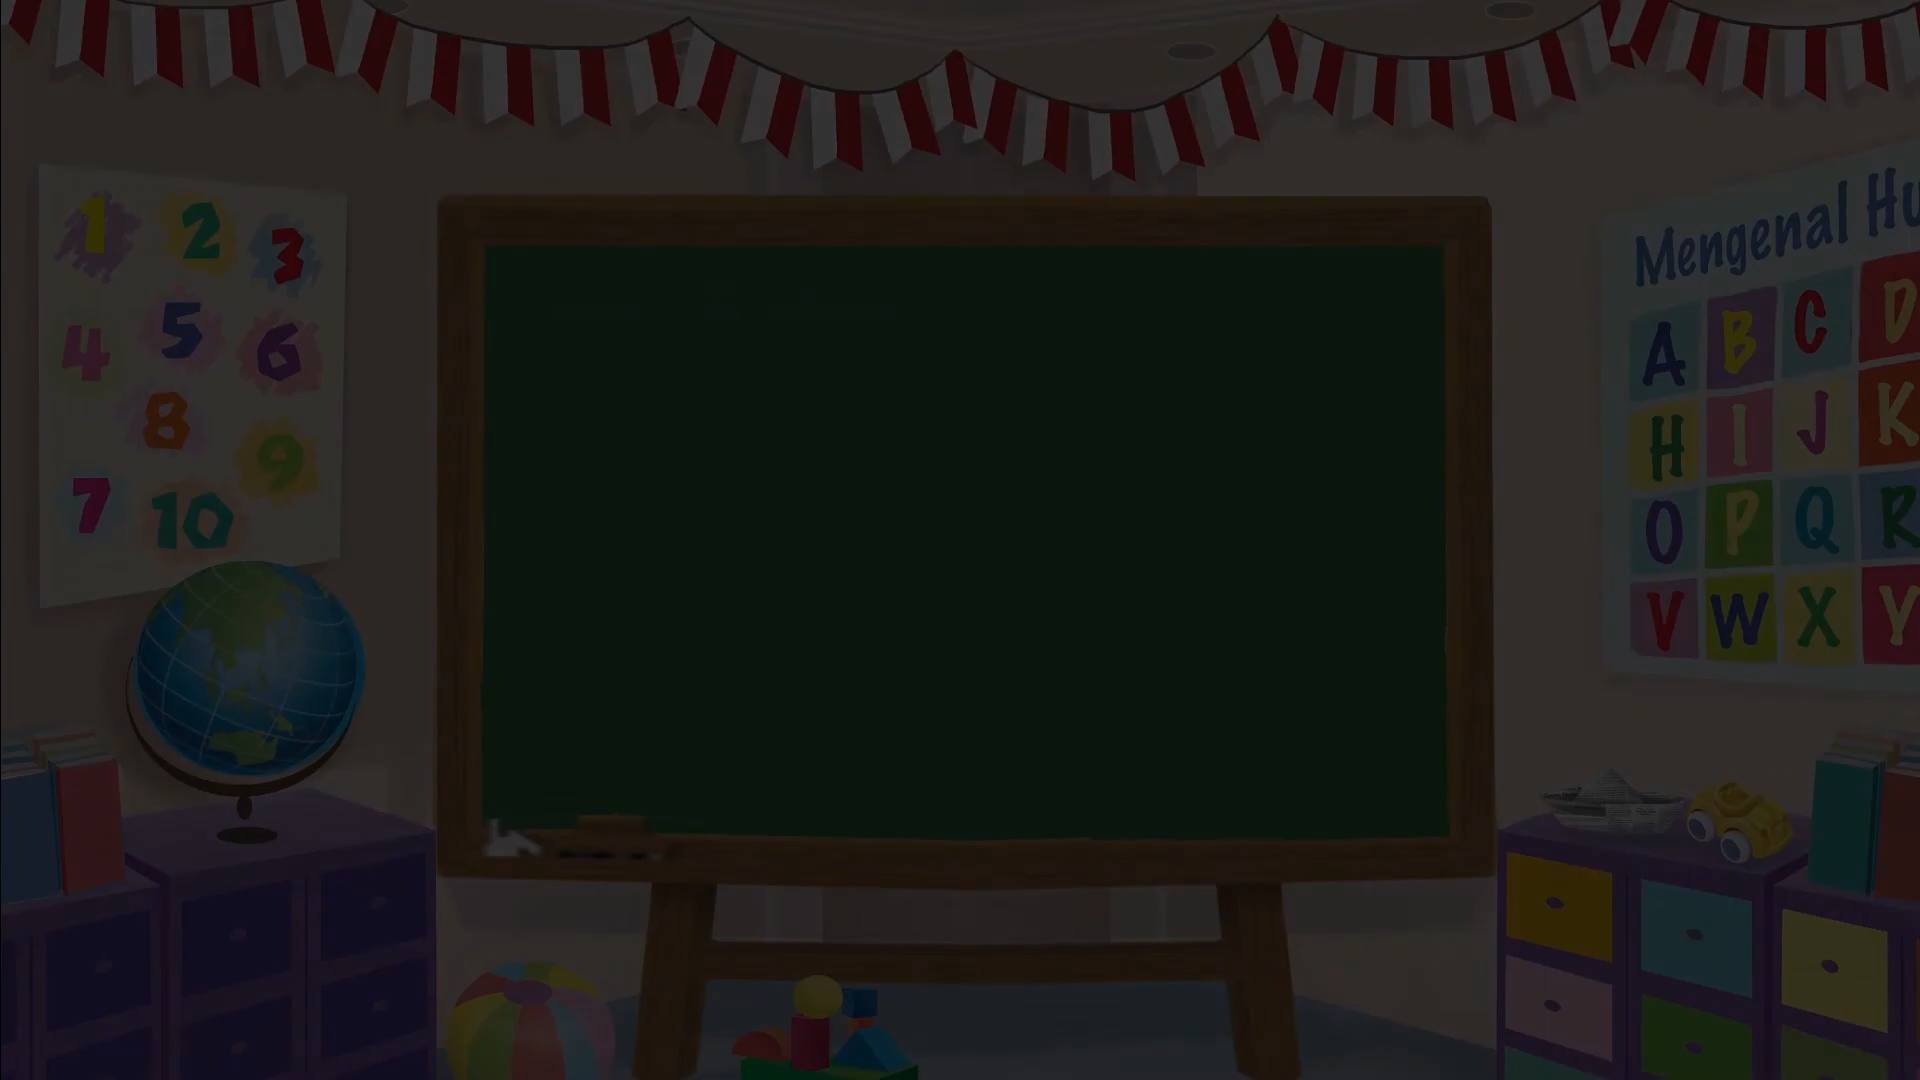 1 2 3
4 5 6
8 9
7 10
Mengenal Hu
A B C D
H I J K
O P Q R
V W X Y